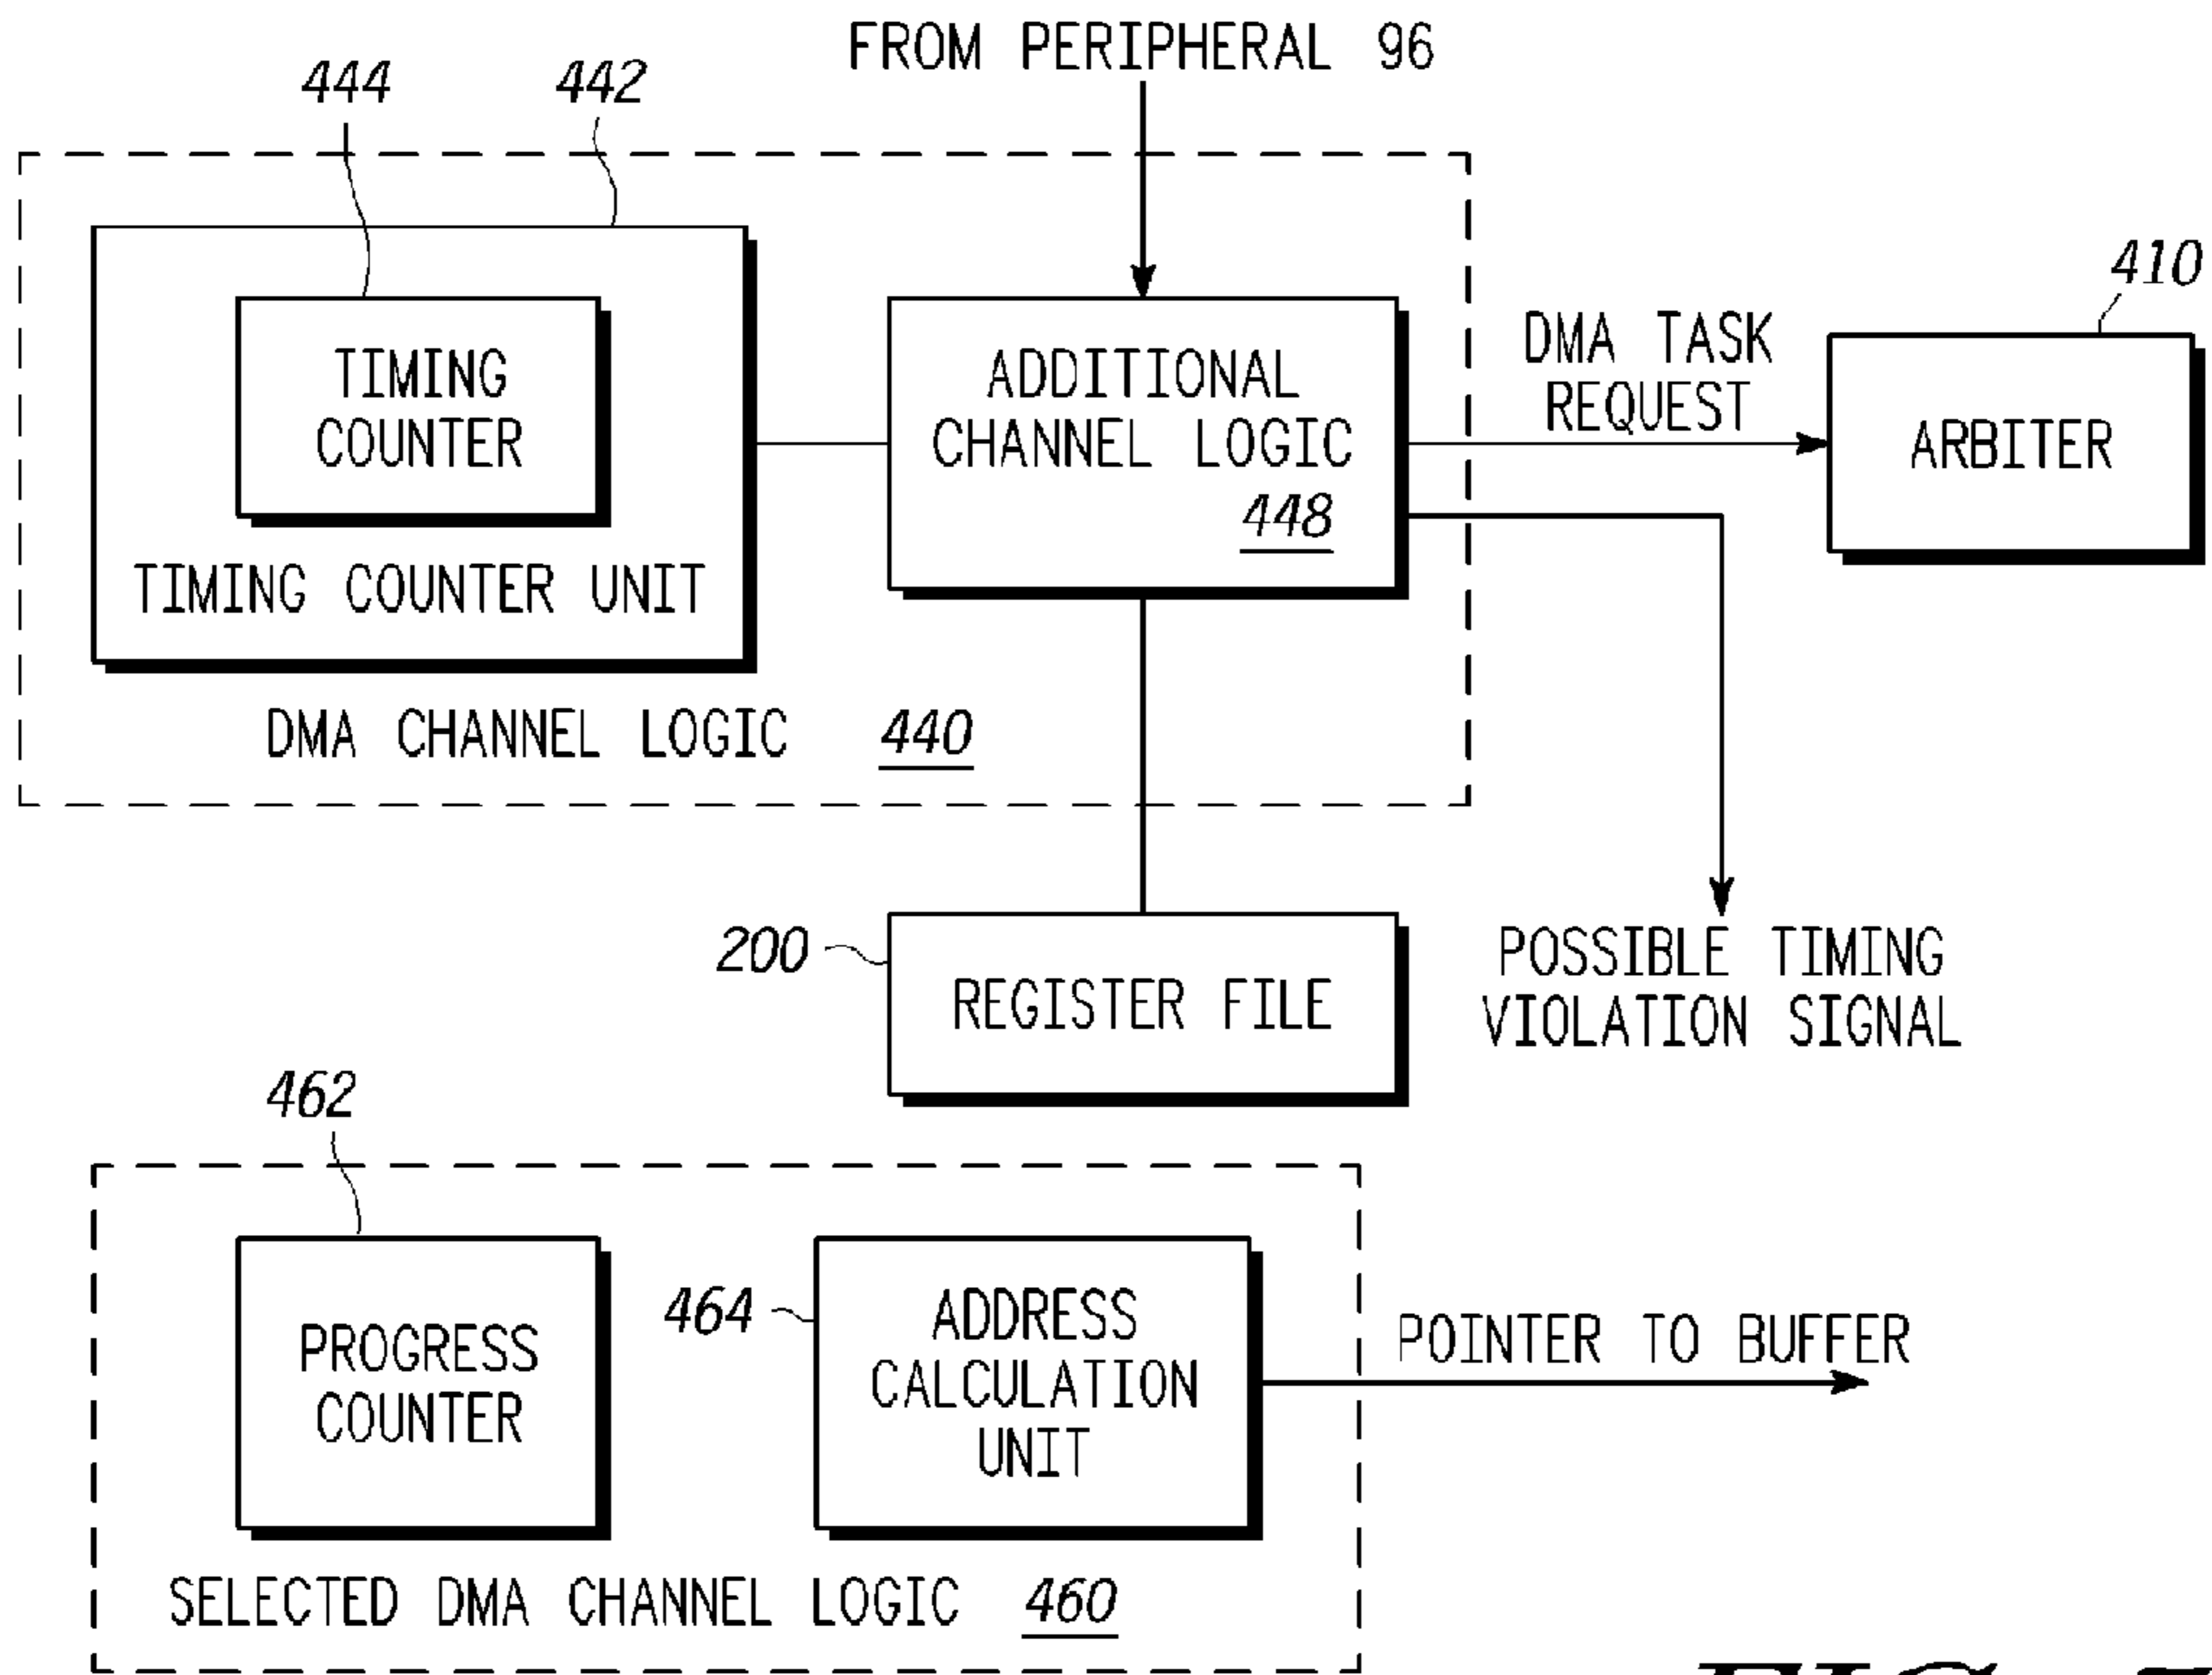 FROM PERIPHERAL 96
444
442
410
TIMING
COUNTER
TIMING COUNTER UNIT
ADDITIONAL
CHANNEL LOGIC
448
DMA TASK
REQUEST
ARBITER
DMA CHANNEL LOGIC 440
200
REGISTER FILE
POSSIBLE TIMING
VIOLATION SIGNAL
462
PROGRESS
COUNTER
464
ADDRESS
CALCULATION
UNIT
POINTER TO BUFFER
SELECTED DMA CHANNEL LOGIC 460